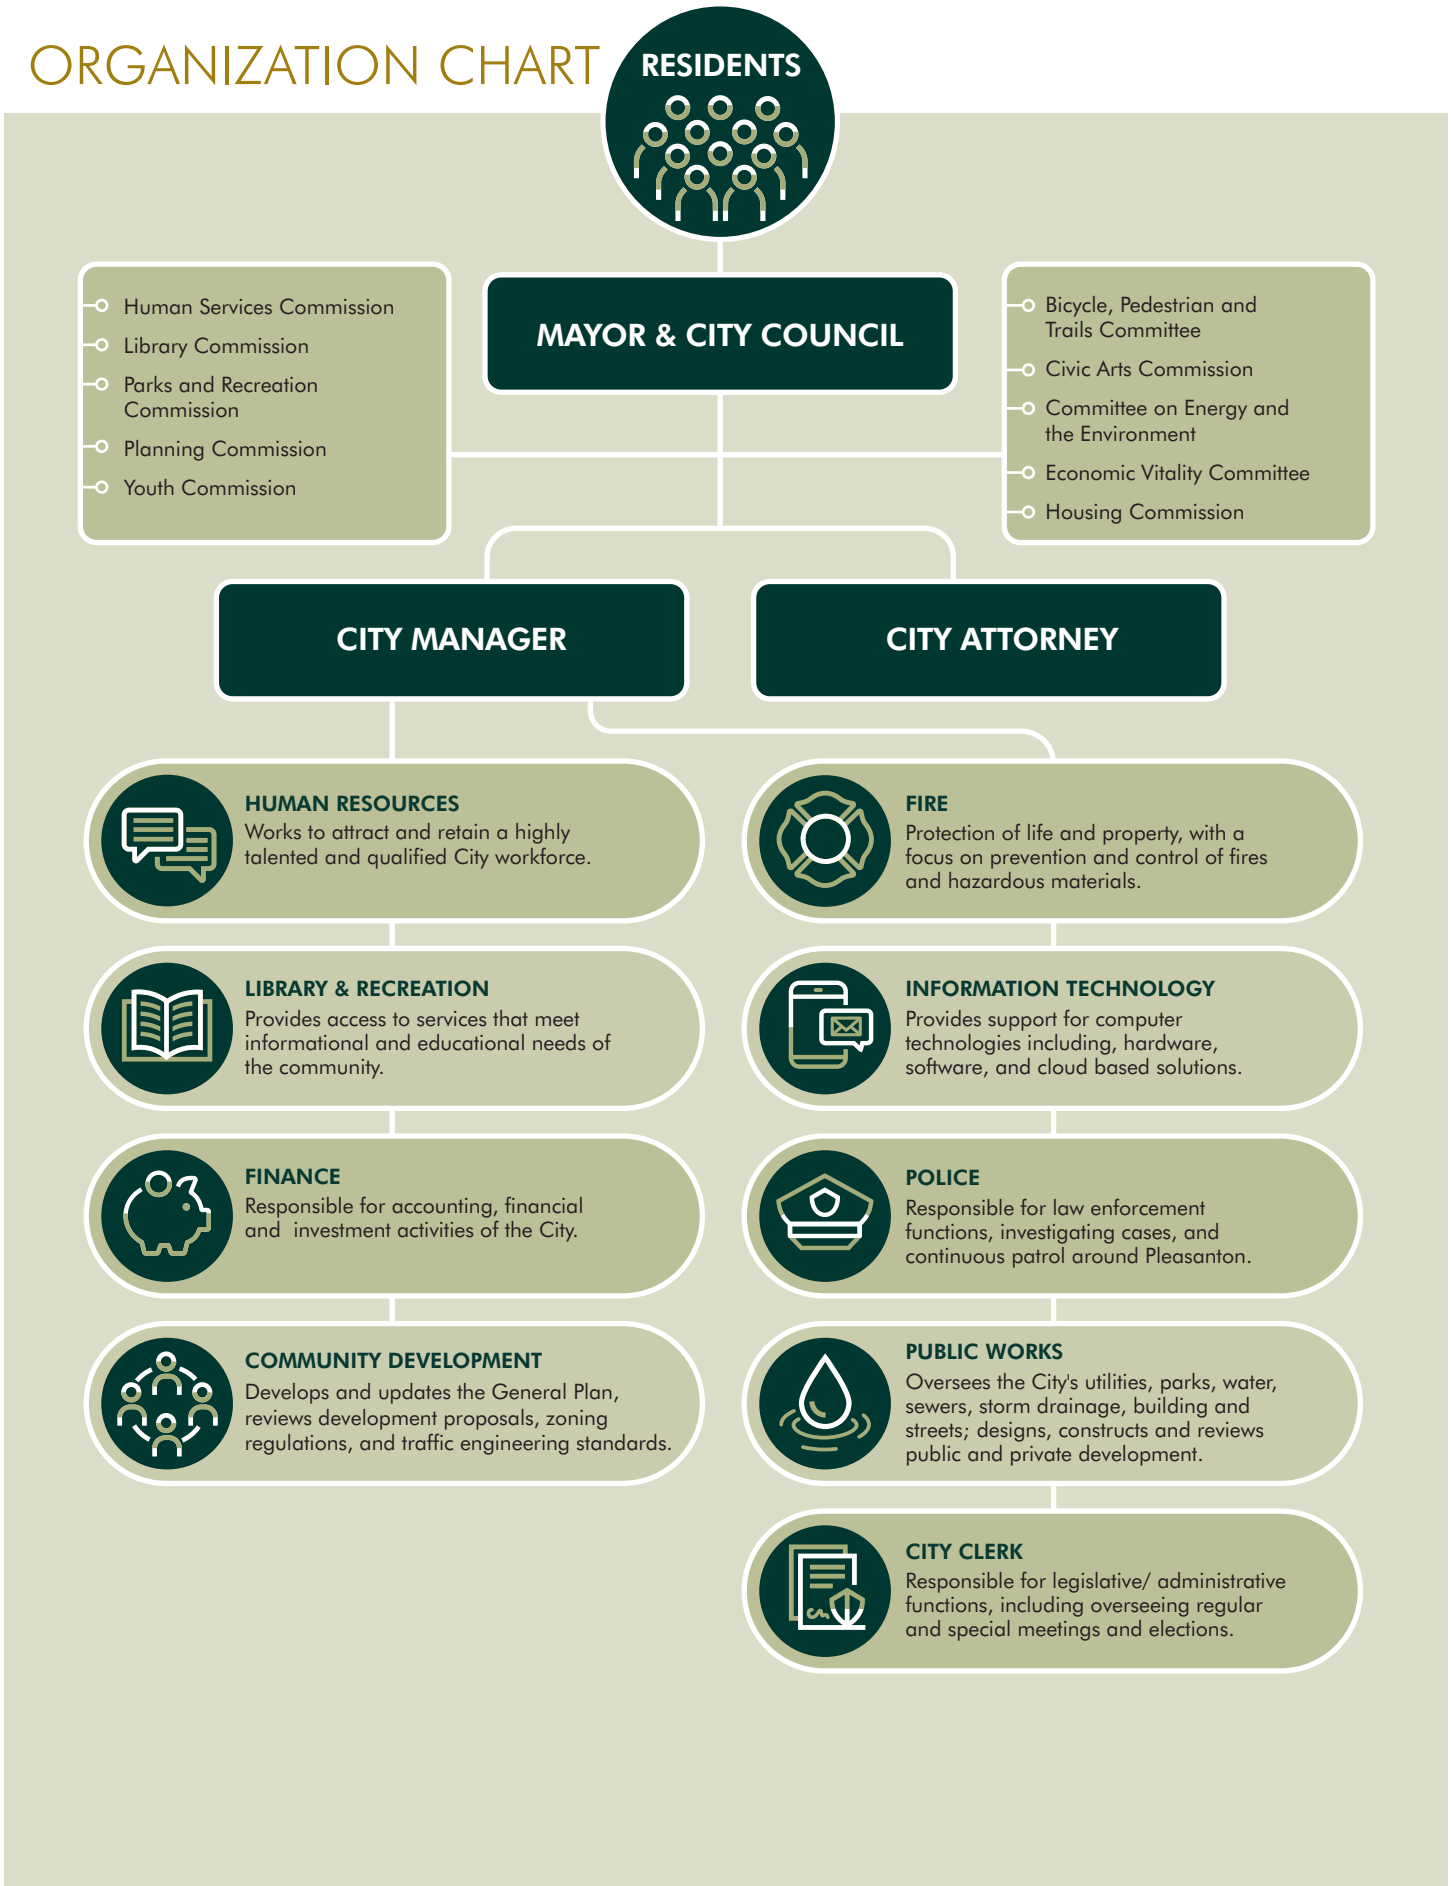 ORGANIZATION CHART
RESIDENTS
MAYOR & CITY COUNCIL
Human Services Commission
Library Commission
Parks and Recreation
Commission
Planning Commission
Youth Commission
Bicycle, Pedestrian and
Trails Committee
Civic Arts Commission
Committee on Energy and
the Environment
Economic Vitality Committee
Housing Commission
CITY MANAGER
CITY ATTORNEY
HUMAN RESOURCES
Works to attract and retain a highly
talented and qualified City workforce.
LIBRARY & RECREATION
Provides access to services that meet
informational and educational needs of
the community.
FINANCE
Responsible for accounting, financial
and  investment activities of the City.
COMMUNITY DEVELOPMENT
Develops and updates the General Plan,
reviews development proposals, zoning
regulations, and traffic engineering standards.
FIRE
Protection of life and property, with a
focus on prevention and control of fires
and hazardous materials.
INFORMATION TECHNOLOGY
Provides support for computer
technologies including, hardware,
software, and cloud based solutions.
POLICE
Responsible for law enforcement
functions, investigating cases, and
continuous patrol around Pleasanton.
PUBLIC WORKS
Oversees the City's utilities, parks, water,
sewers, storm drainage, building and
streets; designs, constructs and reviews
public and private development.
CITY CLERK
Responsible for legislative/ administrative
functions, including overseeing regular
and special meetings and elections.